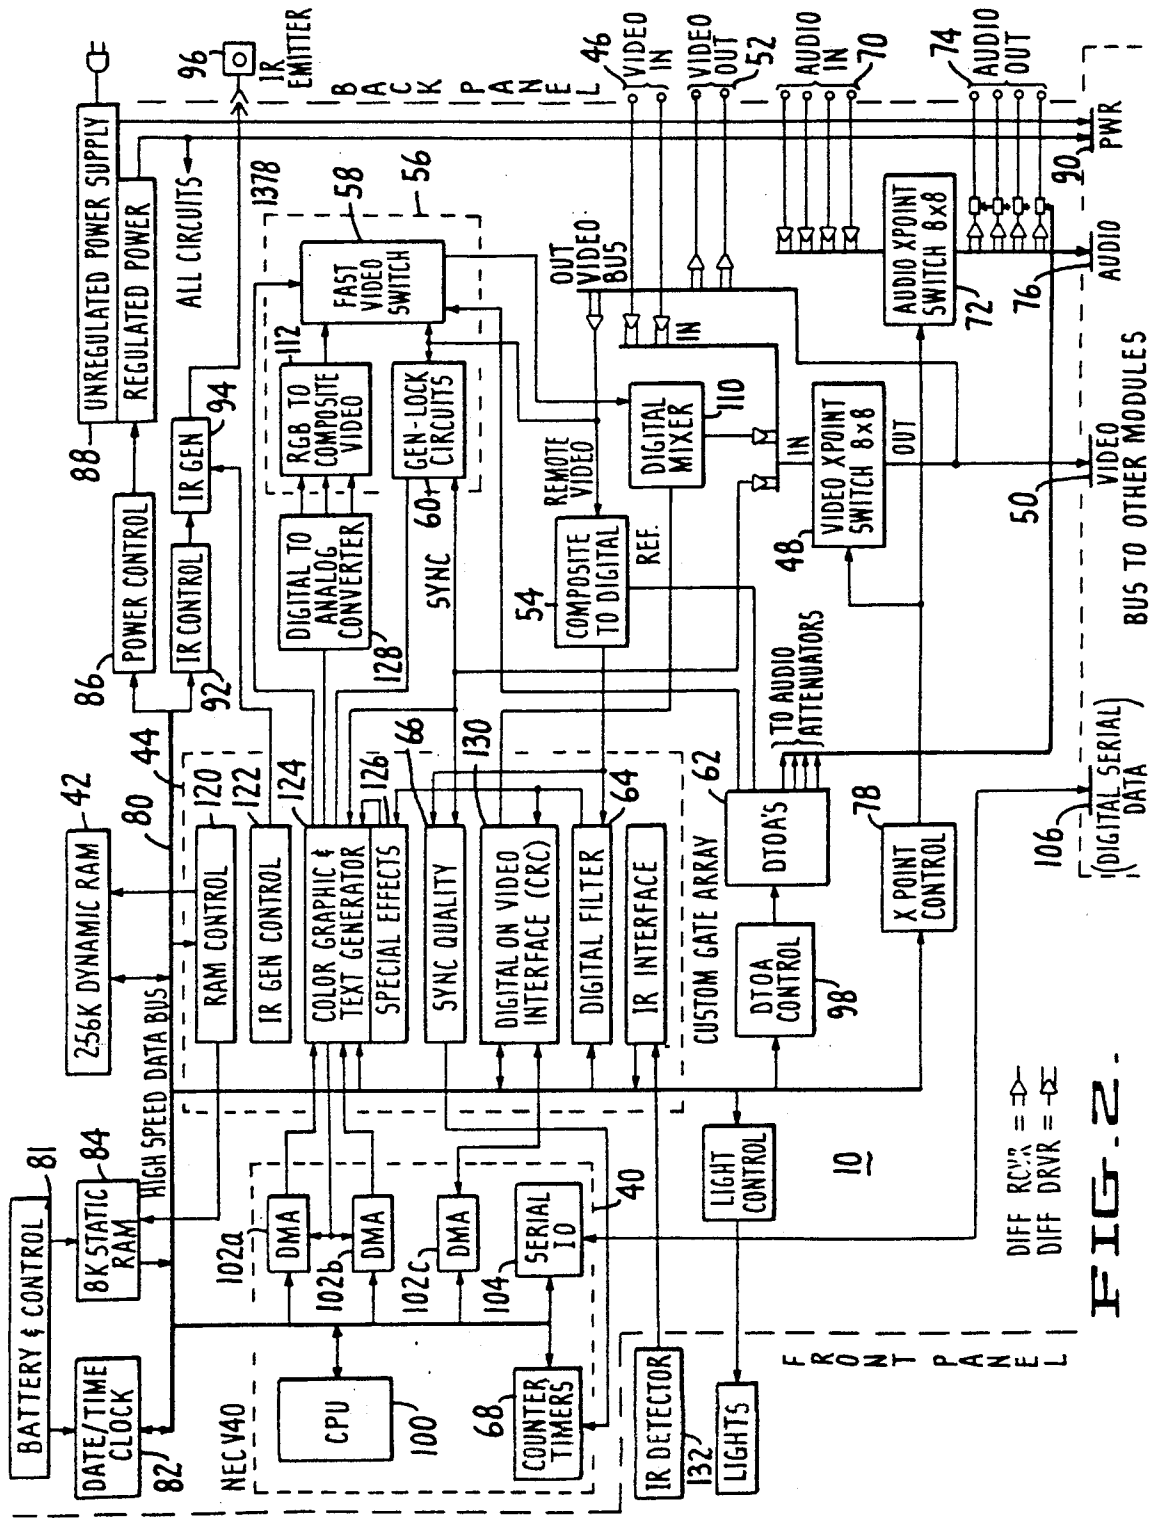 BATTERY & CONTROL
81
DATE/TIME
CLOCK
82
8K STATIC
RAM
84
256K DYNAMIC RAM
42
HIGH SPEED DATA BUS
80
44
POWER CONTROL
86
UNREGULATED POWER SUPPLY
REGULATED POWER
88
ALL CIRCUITS
IR CONTROL
92
IR GEN
94
96
IR
EMITTER
BACK PANEL
NEC V40
CPU
100
DMA
102a
DMA
102b
DMA
102c
SERIAL
IO
104
40
COUNTER
TIMERS
68
RAM CONTROL
120
IR GEN CONTROL
122
COLOR GRAPHIC &
TEXT GENERATOR
124
SPECIAL EFFECTS
126
SYNC QUALITY
66
DIGITAL ON VIDEO
INTERFACE (CRC)
130
DIGITAL FILTER
64
IR INTERFACE
CUSTOM GATE ARRAY
DIGITAL TO
ANALOG
CONVERTER
128
RGB TO
COMPOSITE
VIDEO
112
1378
FAST
VIDEO
SWITCH
58
56
GEN-LOCK
CIRCUITS
60
SYNC
REMOTE
VIDEO
COMPOSITE
TO DIGITAL
54
REF.
DIGITAL
MIXER
110
OUT
VIDEO
BUS
IN
46
VIDEO
IN
VIDEO
OUT
52
AUDIO
IN
70
74
AUDIO
OUT
IN
VIDEO XPOINT
SWITCH 8x8
48
OUT
AUDIO XPOINT
SWITCH 8x8
72
DTOA'S
62
TO AUDIO
ATTENUATORS
DTOA
CONTROL
98
X POINT
CONTROL
78
LIGHT
CONTROL
10
IR DETECTOR
132
LIGHTS
FRONT PANEL
106
(DIGITAL SERIAL)
DATA
50
VIDEO
76
AUDIO
90
PWR
BUS TO OTHER MODULES
DIFF RCVR =
DIFF DRVR =
FIG. 2.